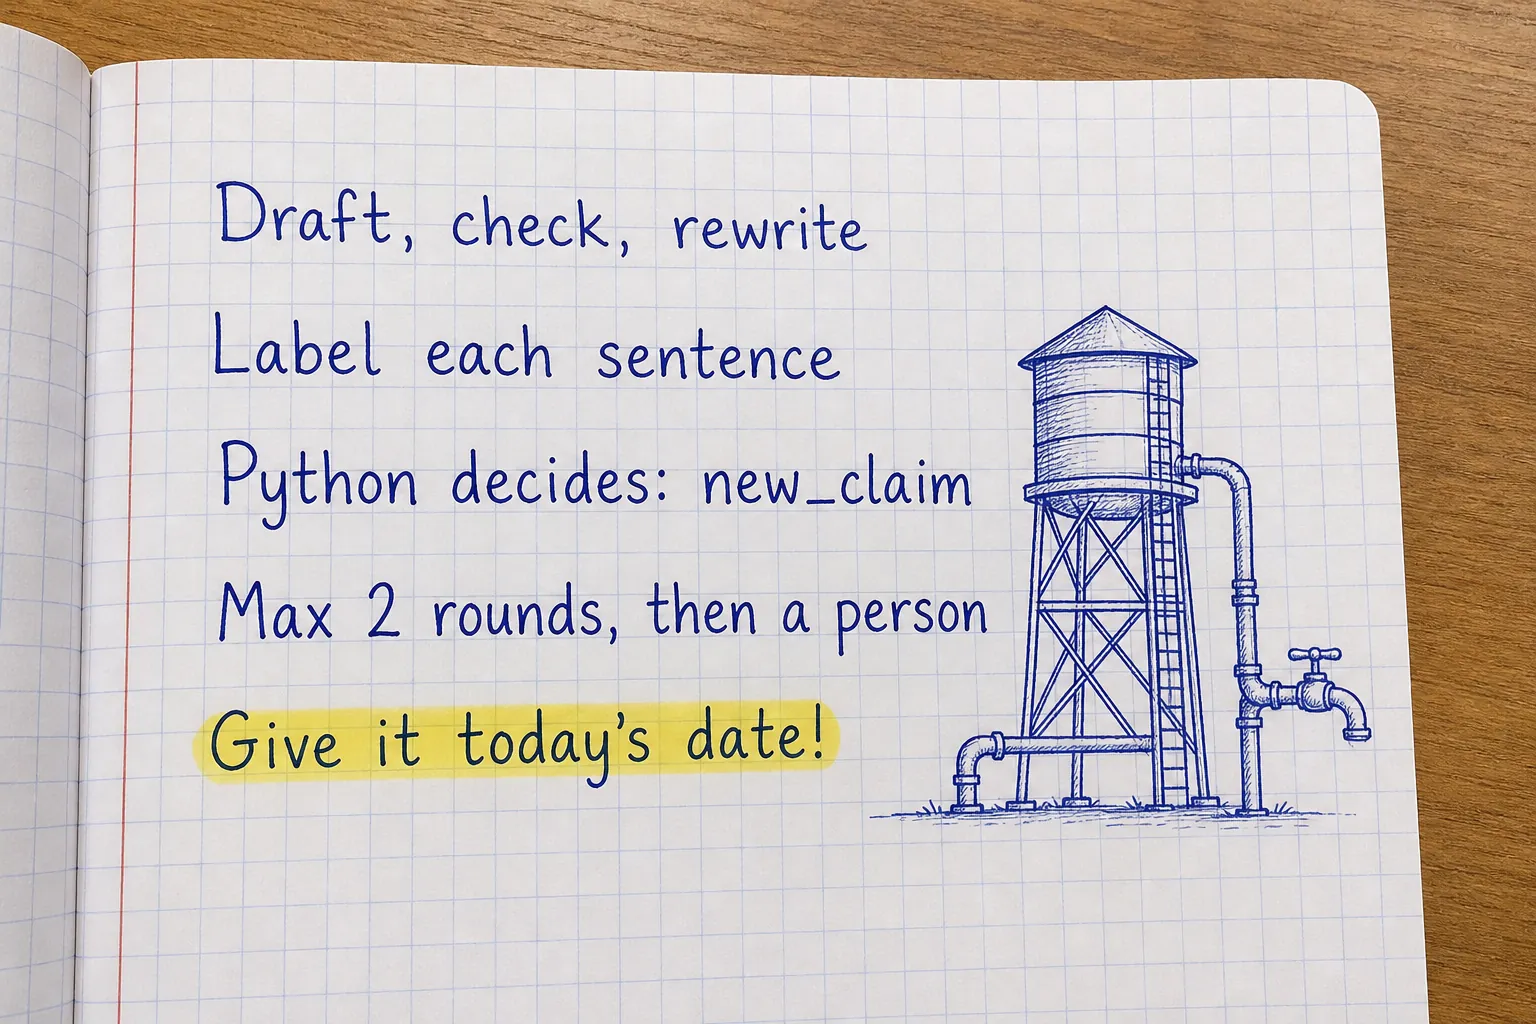 Draft, check, rewrite
Label each sentence
Python decides: new_claim
Max 2 rounds, then a person
Give it today's date!